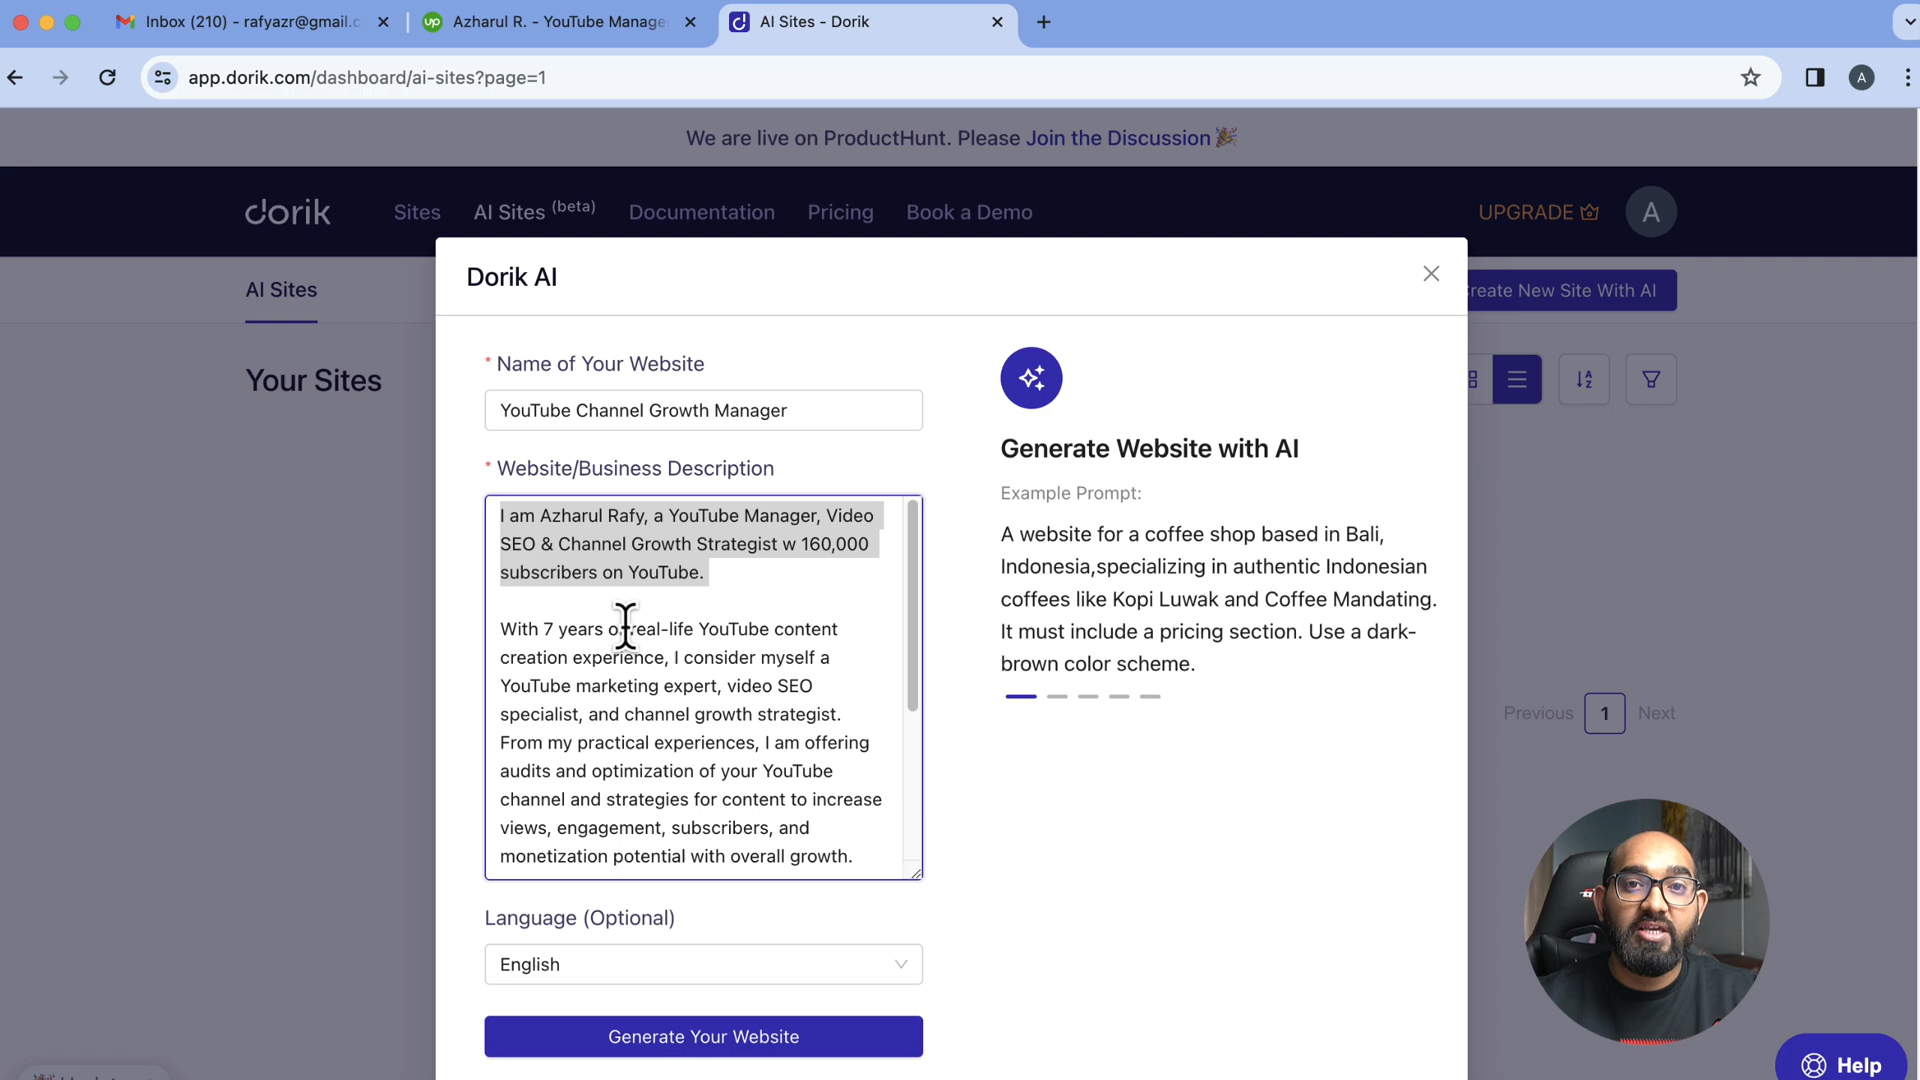 Inbox (210) - rafyazr@gmail.c
up Azharul R. - YouTube Manage
AI Sites - Dorik
app.dorik.com/dashboard/ai-sites?page=1
A
We are live on ProductHunt. Please Join the Discussion
dorik
Sites
AI Sites (beta)
Documentation
Pricing
Book a Demo
UPGRADE
A
AI Sites
Create New Site With AI
Your Sites
Dorik AI
* Name of Your Website
YouTube Channel Growth Manager
* Website/Business Description
I am Azharul Rafy, a YouTube Manager, Video
SEO & Channel Growth Strategist w 160,000
subscribers on YouTube.
With 7 years of real-life YouTube content
creation experience, I consider myself a
YouTube marketing expert, video SEO
specialist, and channel growth strategist.
From my practical experiences, I am offering
audits and optimization of your YouTube
channel and strategies for content to increase
views, engagement, subscribers, and
monetization potential with overall growth.
Language (Optional)
English
Generate Your Website
Generate Website with AI
Example Prompt:
A website for a coffee shop based in Bali,
Indonesia,specializing in authentic Indonesian
coffees like Kopi Luwak and Coffee Mandating.
It must include a pricing section. Use a dark-
brown color scheme.
Previous 1 Next
Help